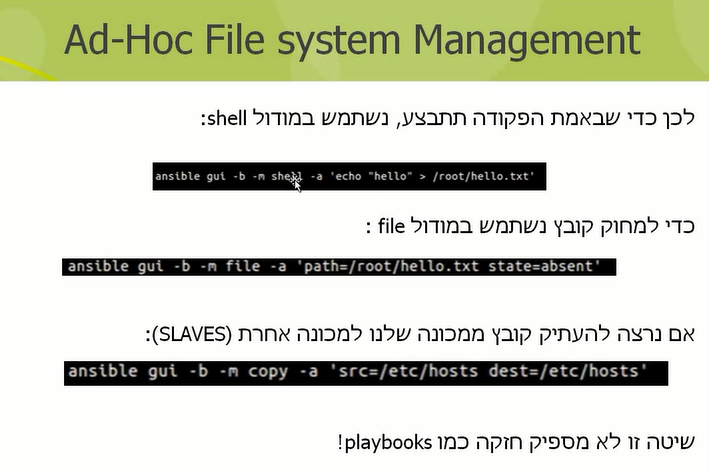 Ad-Hoc File system Management
לכן כדי שבאמת הפקודה תתבצע, נשתמש במודול shell:
ansible gui -b -m shell -a 'echo "hello" > /root/hello.txt'
כדי למחוק קובץ נשתמש במודול file :
ansible gui -b -m file -a 'path=/root/hello.txt state=absent'
אם נרצה להעתיק קובץ ממכונה שלנו למכונה אחרת (SLAVES):
ansible gui -b -m copy -a 'src=/etc/hosts dest=/etc/hosts'
שיטה זו לא מספיק חזקה כמו playbooks!